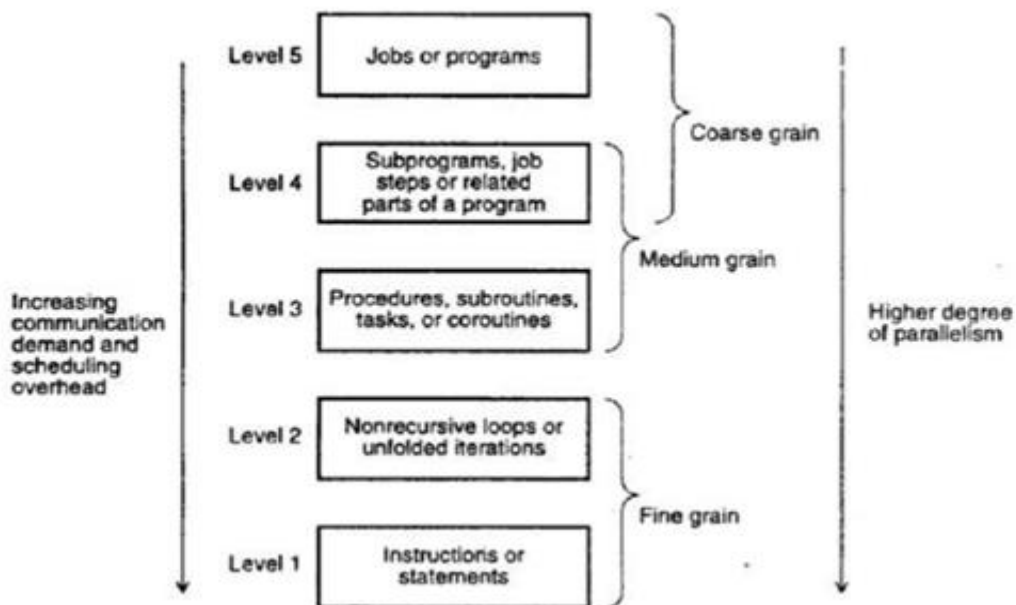 Level 5
Jobs or programs
Coarse grain
Level 4
Subprograms, job
steps or related
parts of a program
Medium grain
Level 3
Procedures, subroutines,
tasks, or coroutines
Increasing
communication
demand and
scheduling
overhead
Higher degree
of parallelism
Level 2
Nonrecursive loops or
unfolded iterations
Fine grain
Level 1
Instructions or
statements